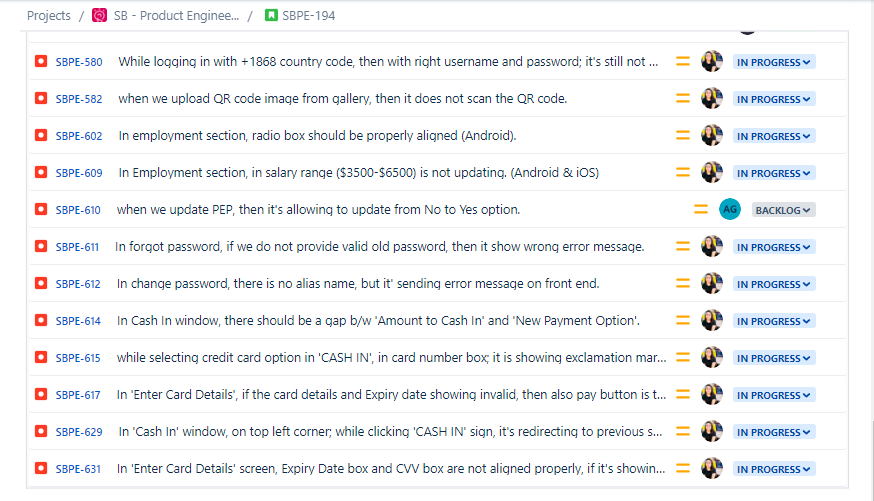 Projects / SB - Product Enginee... / SBPE-194
SBPE-580 While logging in with +1868 country code, then with right username and password; it's still not ... IN PROGRESS
SBPE-582 when we upload QR code image from gallery, then it does not scan the QR code. IN PROGRESS
SBPE-602 In employment section, radio box should be properly aligned (Android). IN PROGRESS
SBPE-609 In Employment section, in salary range ($3500-$6500) is not updating. (Android & iOS) IN PROGRESS
SBPE-610 when we update PEP, then it's allowing to update from No to Yes option. AG BACKLOG
SBPE-611 In forgot password, if we do not provide valid old password, then it show wrong error message. IN PROGRESS
SBPE-612 In change password, there is no alias name, but it' sending error message on front end. IN PROGRESS
SBPE-614 In Cash In window, there should be a gap b/w 'Amount to Cash In' and 'New Payment Option'. IN PROGRESS
SBPE-615 while selecting credit card option in 'CASH IN', in card number box; it is showing exclamation mar... IN PROGRESS
SBPE-617 In 'Enter Card Details', if the card details and Expiry date showing invalid, then also pay button is t... IN PROGRESS
SBPE-629 In 'Cash In' window, on top left corner; while clicking 'CASH IN' sign, it's redirecting to previous s... IN PROGRESS
SBPE-631 In 'Enter Card Details' screen, Expiry Date box and CVV box are not aligned properly, if it's showin... IN PROGRESS